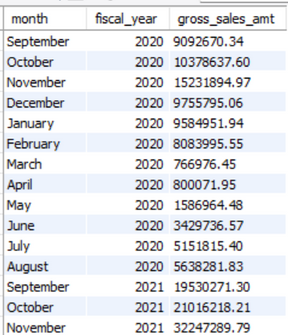 month fiscal_year gross_sales_amt
September 2020 9092670.34
October 2020 10378637.60
November 2020 15231894.97
December 2020 9755795.06
January 2020 9584951.94
February 2020 8083995.55
March 2020 766976.45
April 2020 800071.95
May 2020 1586964.48
June 2020 3429736.57
July 2020 5151815.40
August 2020 5638281.83
September 2021 19530271.30
October 2021 21016218.21
November 2021 32247289.79